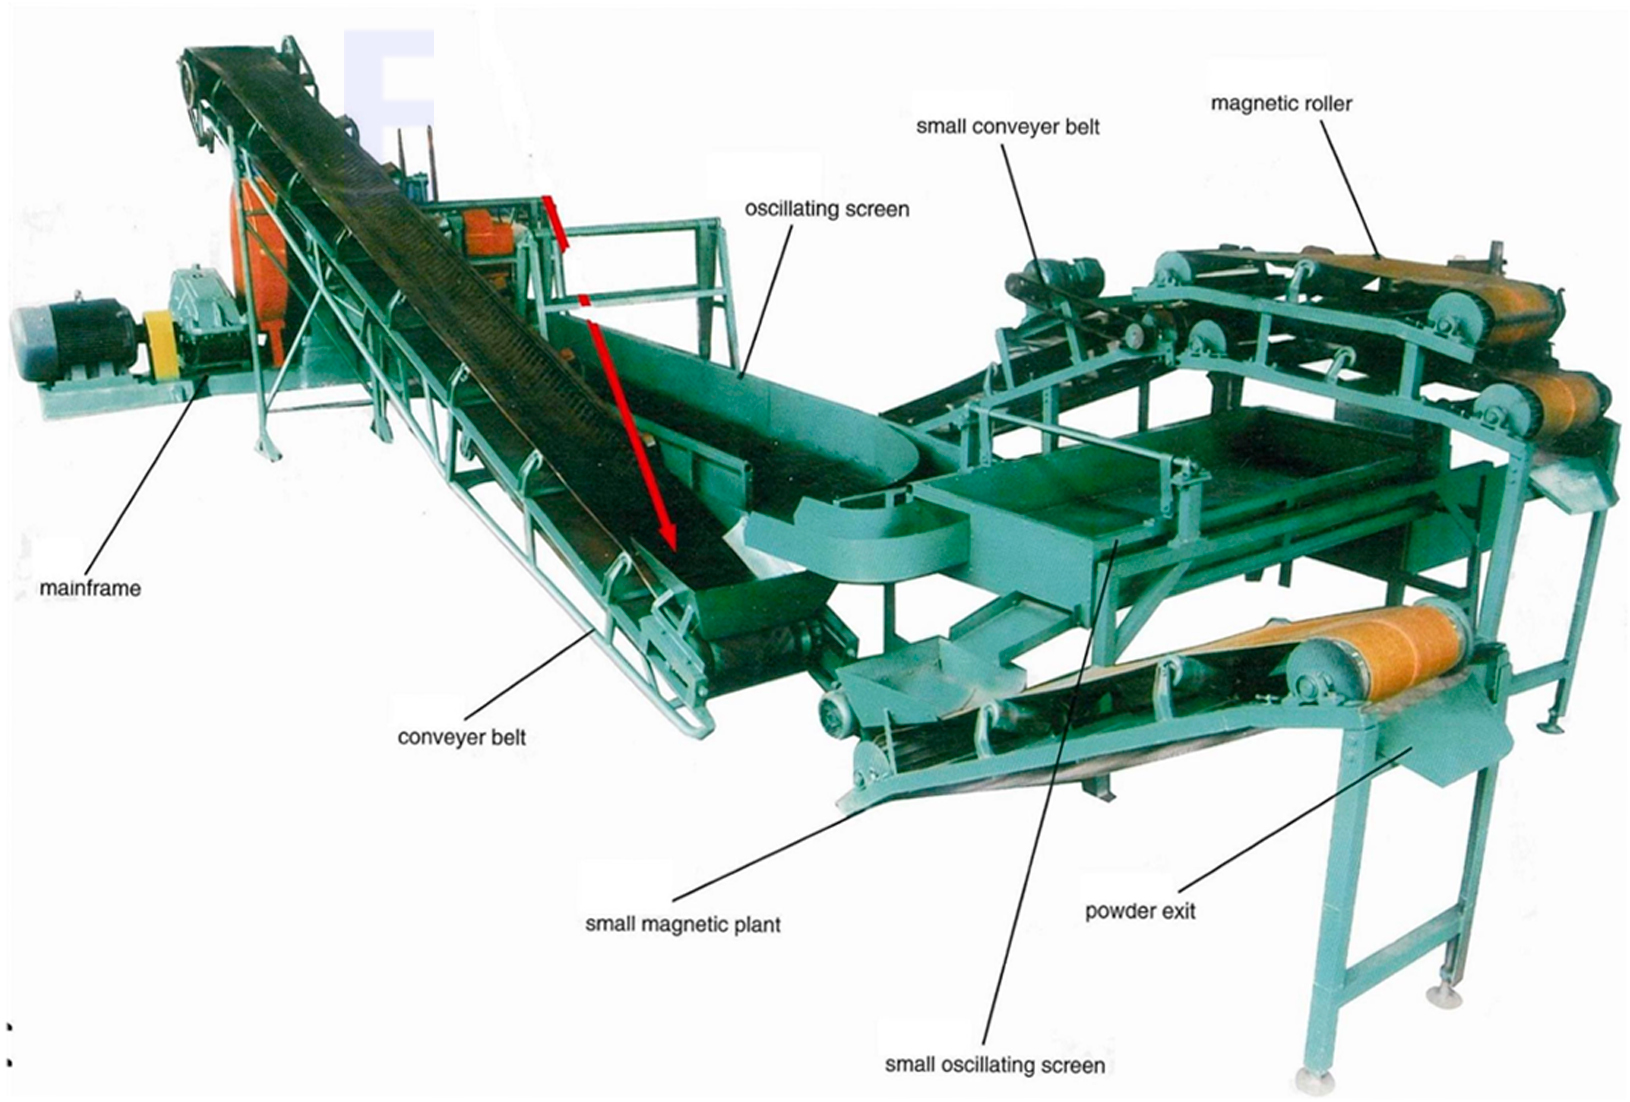 magnetic roller
small conveyer belt
oscillating screen
mainframe
conveyer belt
small magnetic plant
powder exit
small oscillating screen